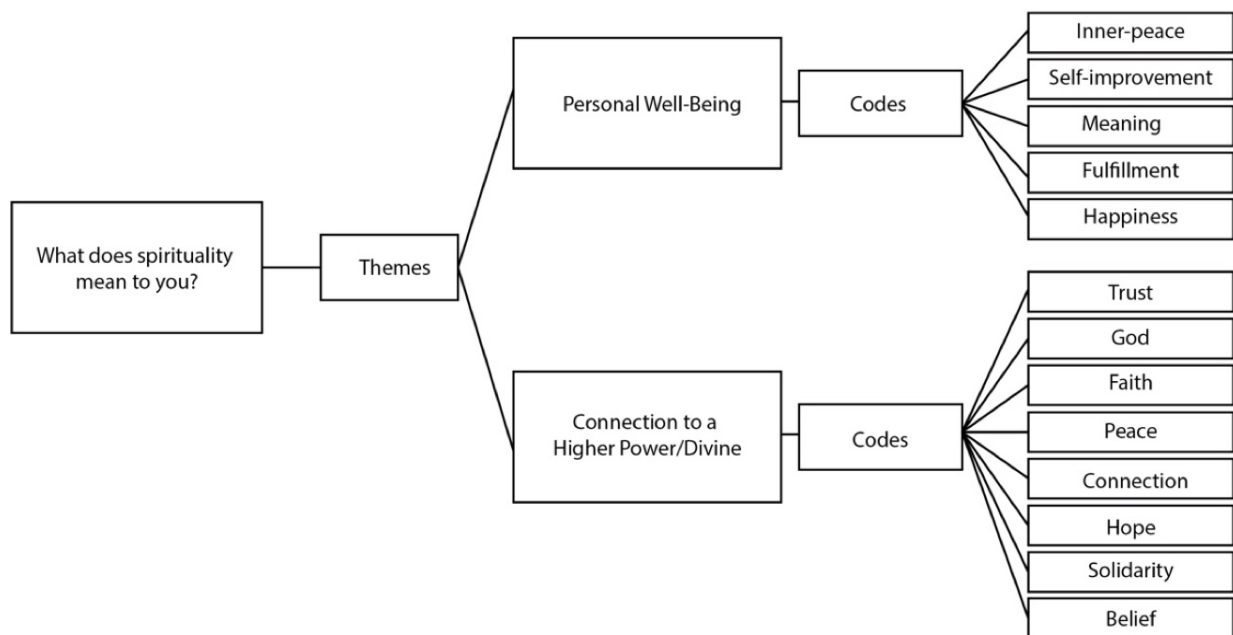 What does spirituality
mean to you?
Themes
Personal Well-Being
Codes
Inner-peace
Self-improvement
Meaning
Fulfillment
Happiness
Connection to a
Higher Power/Divine
Codes
Trust
God
Faith
Peace
Connection
Hope
Solidarity
Belief